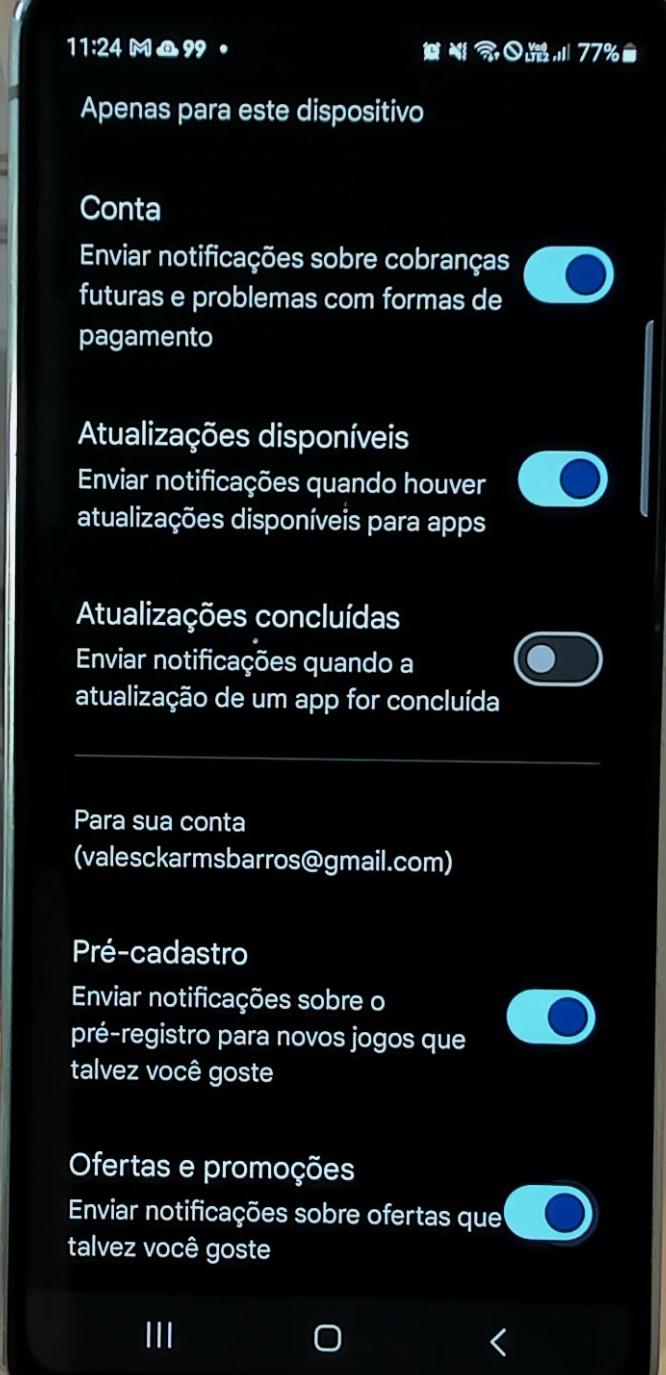 11:24 99
VoI) LTE2 77%
Apenas para este dispositivo
Conta
Enviar notificações sobre cobranças
futuras e problemas com formas de
pagamento
Atualizações disponíveis
Enviar notificações quando houver
atualizações disponíveis para apps
Atualizações concluídas
Enviar notificações quando a
atualização de um app for concluída
Para sua conta
(valesckarmsbarros@gmail.com)
Pré-cadastro
Enviar notificações sobre o
pré-registro para novos jogos que
talvez você goste
Ofertas e promoções
Enviar notificações sobre ofertas que
talvez você goste